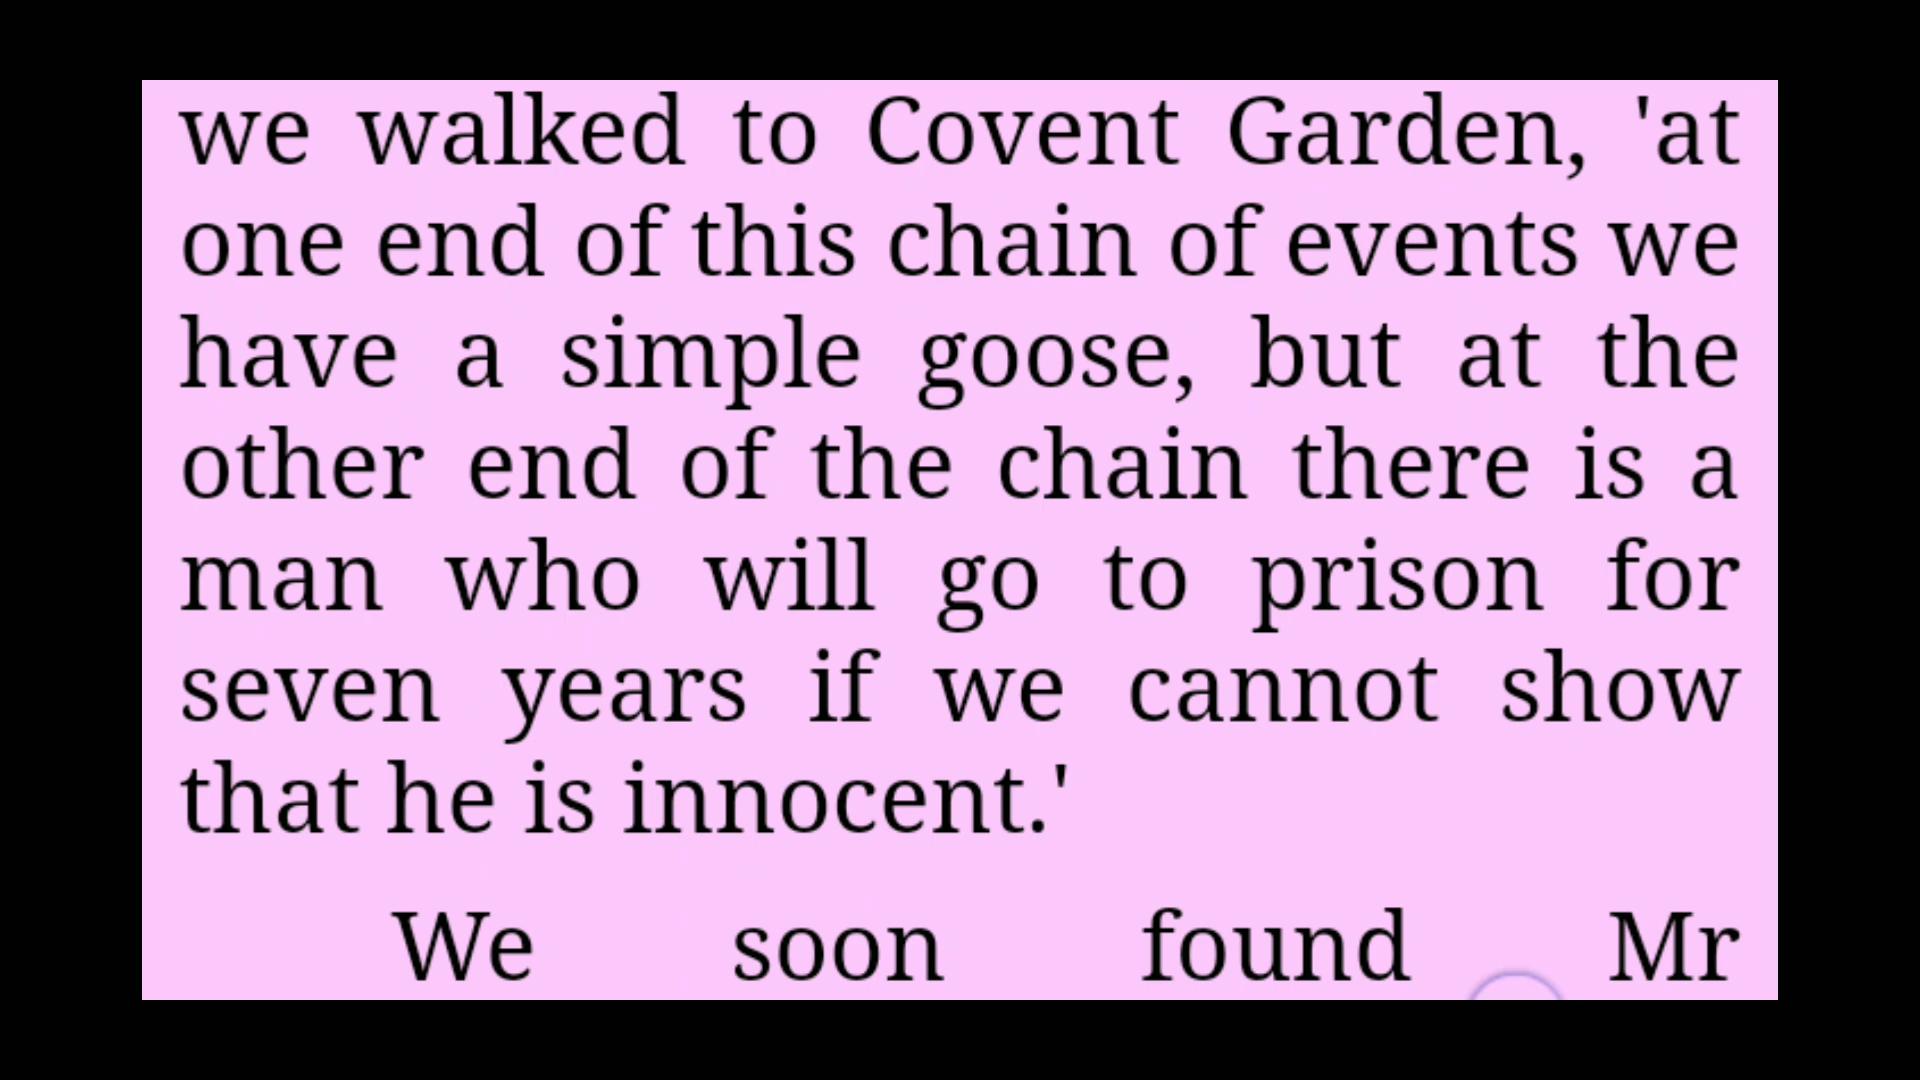 we walked to Covent Garden, 'at
one end of this chain of events we
have a simple goose, but at the
other end of the chain there is a
man who will go to prison for
seven years if we cannot show
that he is innocent.'
We soon found Mr